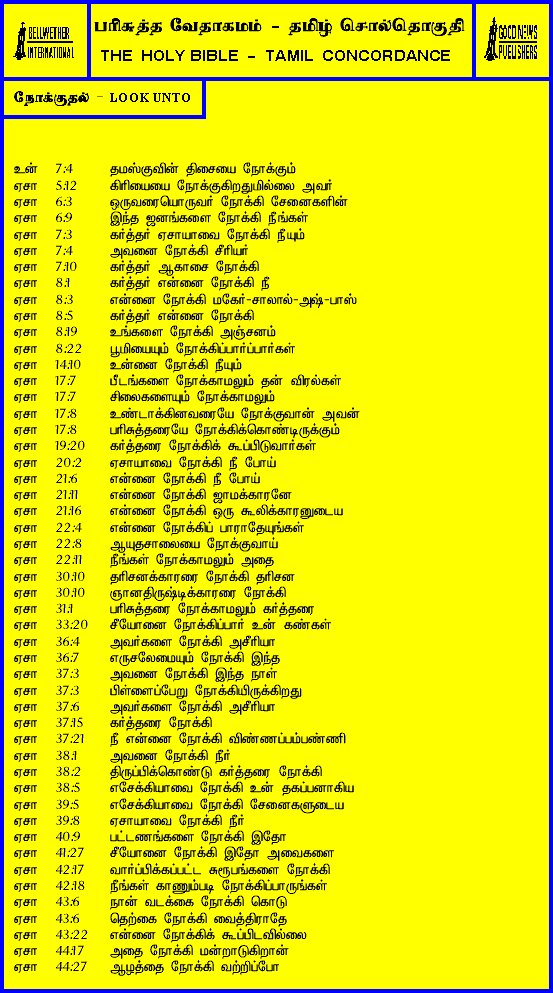 BELLWETHER
INTERNATIONAL
பரிசுத்த வேதாகமம் - தமிழ் சொல்தொகுதி
THE HOLY BIBLE - TAMIL CONCORDANCE
GOOD NEWS
PUBLISHERS
நோக்குதல் - LOOK UNTO
உன் 7:4 தமஸ்குவின் திசையை நோக்கும்
ஏசா 5:12 கிரியையை நோக்குகிறதுமில்லை அவர்
ஏசா 6:3 ஒருவரையொருவர் நோக்கி சேனைகளின்
ஏசா 6:9 இந்த ஜனங்களை நோக்கி நீங்கள்
ஏசா 7:3 கர்த்தர் ஏசாயாவை நோக்கி நீயும்
ஏசா 7:4 அவனை நோக்கி சீரியர்
ஏசா 7:10 கர்த்தர் ஆகாசை நோக்கி
ஏசா 8:1 கர்த்தர் என்னை நோக்கி நீ
ஏசா 8:3 என்னை நோக்கி மகேர்-சாலால்-அஷ்-பாஸ்
ஏசா 8:5 கர்த்தர் என்னை நோக்கி
ஏசா 8:19 உங்களை நோக்கி அஞ்சனம்
ஏசா 8:22 பூமியையும் நோக்கிப்பார்ப்பார்கள்
ஏசா 14:10 உன்னை நோக்கி நீயும்
ஏசா 17:7 பீடங்களை நோக்காமலும் தன் விரல்கள்
ஏசா 17:7 சிலைகளையும் நோக்காமலும்
ஏசா 17:8 உண்டாக்கினவரையே நோக்குவான் அவன்
ஏசா 17:8 பரிசுத்தரையே நோக்கிக்கொண்டிருக்கும்
ஏசா 19:20 கர்த்தரை நோக்கிக் கூப்பிடுவார்கள்
ஏசா 20:2 ஏசாயாவை நோக்கி நீ போய்
ஏசா 21:6 என்னை நோக்கி நீ போய்
ஏசா 21:11 என்னை நோக்கி ஜாமக்காரனே
ஏசா 21:16 என்னை நோக்கி ஒரு கூலிக்காரனுடைய
ஏசா 22:4 என்னை நோக்கிப் பாராதேயுங்கள்
ஏசா 22:8 ஆயுதசாலையை நோக்குவாய்
ஏசா 22:11 நீங்கள் நோக்காமலும் அதை
ஏசா 30:10 தரிசனக்காரரை நோக்கி தரிசன
ஏசா 30:10 ஞானதிருஷ்டிக்காரரை நோக்கி
ஏசா 31:1 பரிசுத்தரை நோக்காமலும் கர்த்தரை
ஏசா 33:20 சீயோனை நோக்கிப்பார் உன் கண்கள்
ஏசா 36:4 அவர்களை நோக்கி அசீரியா
ஏசா 36:7 எருசலேமையும் நோக்கி இந்த
ஏசா 37:3 அவனை நோக்கி இந்த நாள்
ஏசா 37:3 பிள்ளைப்பேறு நோக்கியிருக்கிறது
ஏசா 37:6 அவர்களை நோக்கி அசீரியா
ஏசா 37:15 கர்த்தரை நோக்கி
ஏசா 37:21 நீ என்னை நோக்கி விண்ணப்பம்பண்ணி
ஏசா 38:1 அவனை நோக்கி நீர்
ஏசா 38:2 திருப்பிக்கொண்டு கர்த்தரை நோக்கி
ஏசா 38:5 எசேக்கியாவை நோக்கி உன் தகப்பனாகிய
ஏசா 39:5 எசேக்கியாவை நோக்கி சேனைகளுடைய
ஏசா 39:8 ஏசாயாவை நோக்கி நீர்
ஏசா 40:9 பட்டணங்களை நோக்கி இதோ
ஏசா 41:27 சீயோனை நோக்கி இதோ அவைகளை
ஏசா 42:17 வார்ப்பிக்கப்பட்ட சுரூபங்களை நோக்கி
ஏசா 42:18 நீங்கள் காணும்படி நோக்கிப்பாருங்கள்
ஏசா 43:6 நான் வடக்கை நோக்கி கொடு
ஏசா 43:6 தெற்கை நோக்கி வைத்திராதே
ஏசா 43:22 என்னை நோக்கிக் கூப்பிடவில்லை
ஏசா 44:17 அதை நோக்கி மன்றாடுகிறான்
ஏசா 44:27 ஆழத்தை நோக்கி வற்றிப்போ